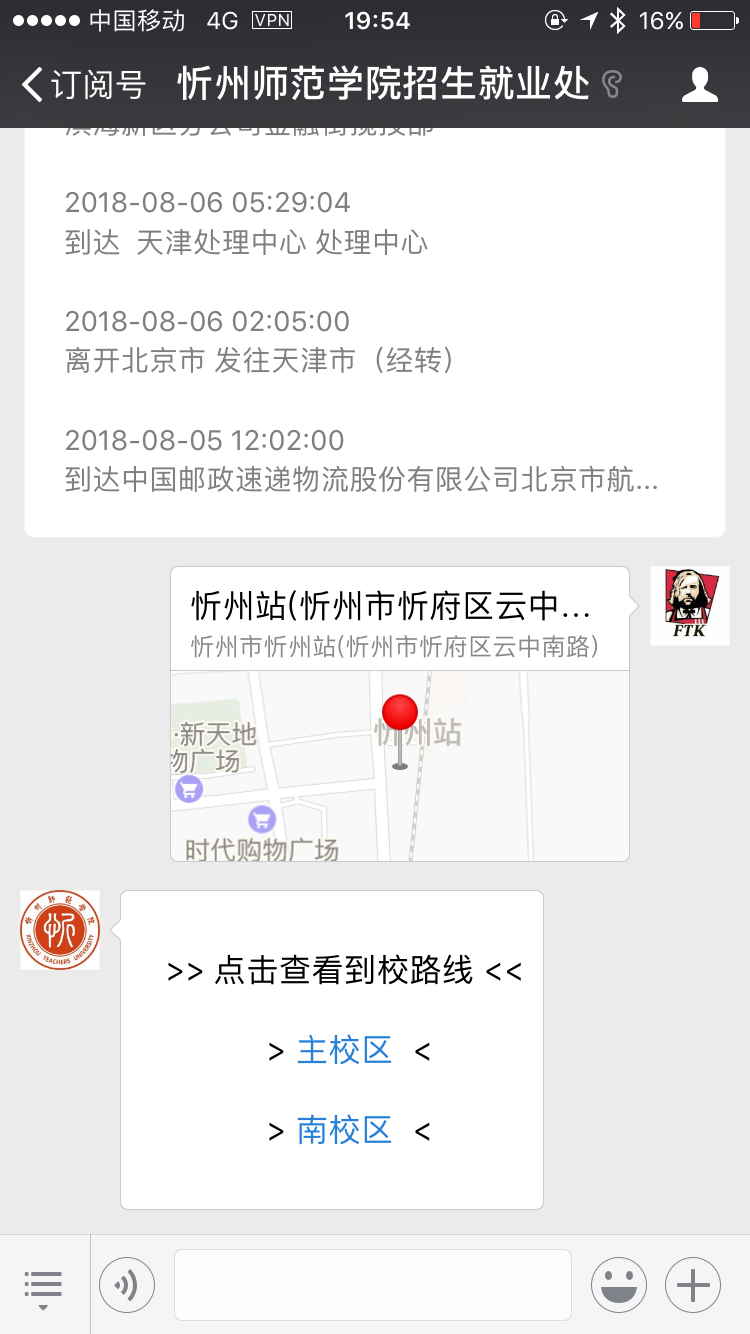 中国移动 4G VPN 19:54 16%
订阅号 忻州师范学院招生就业处
2018-08-06 05:29:04
到达 天津处理中心 处理中心
2018-08-06 02:05:00
离开北京市 发往天津市（经转）
2018-08-05 12:02:00
到达中国邮政速递物流股份有限公司北京市航...
忻州站(忻州市忻府区云中...
忻州市忻州站(忻州市忻府区云中南路)
FTK
·新天地
物广场
忻州站
时代购物广场
忻州师范学院
忻
XINZHOU TEACHERS UNIVERSITY
>> 点击查看到校路线 <<
> 主校区 <
> 南校区 <